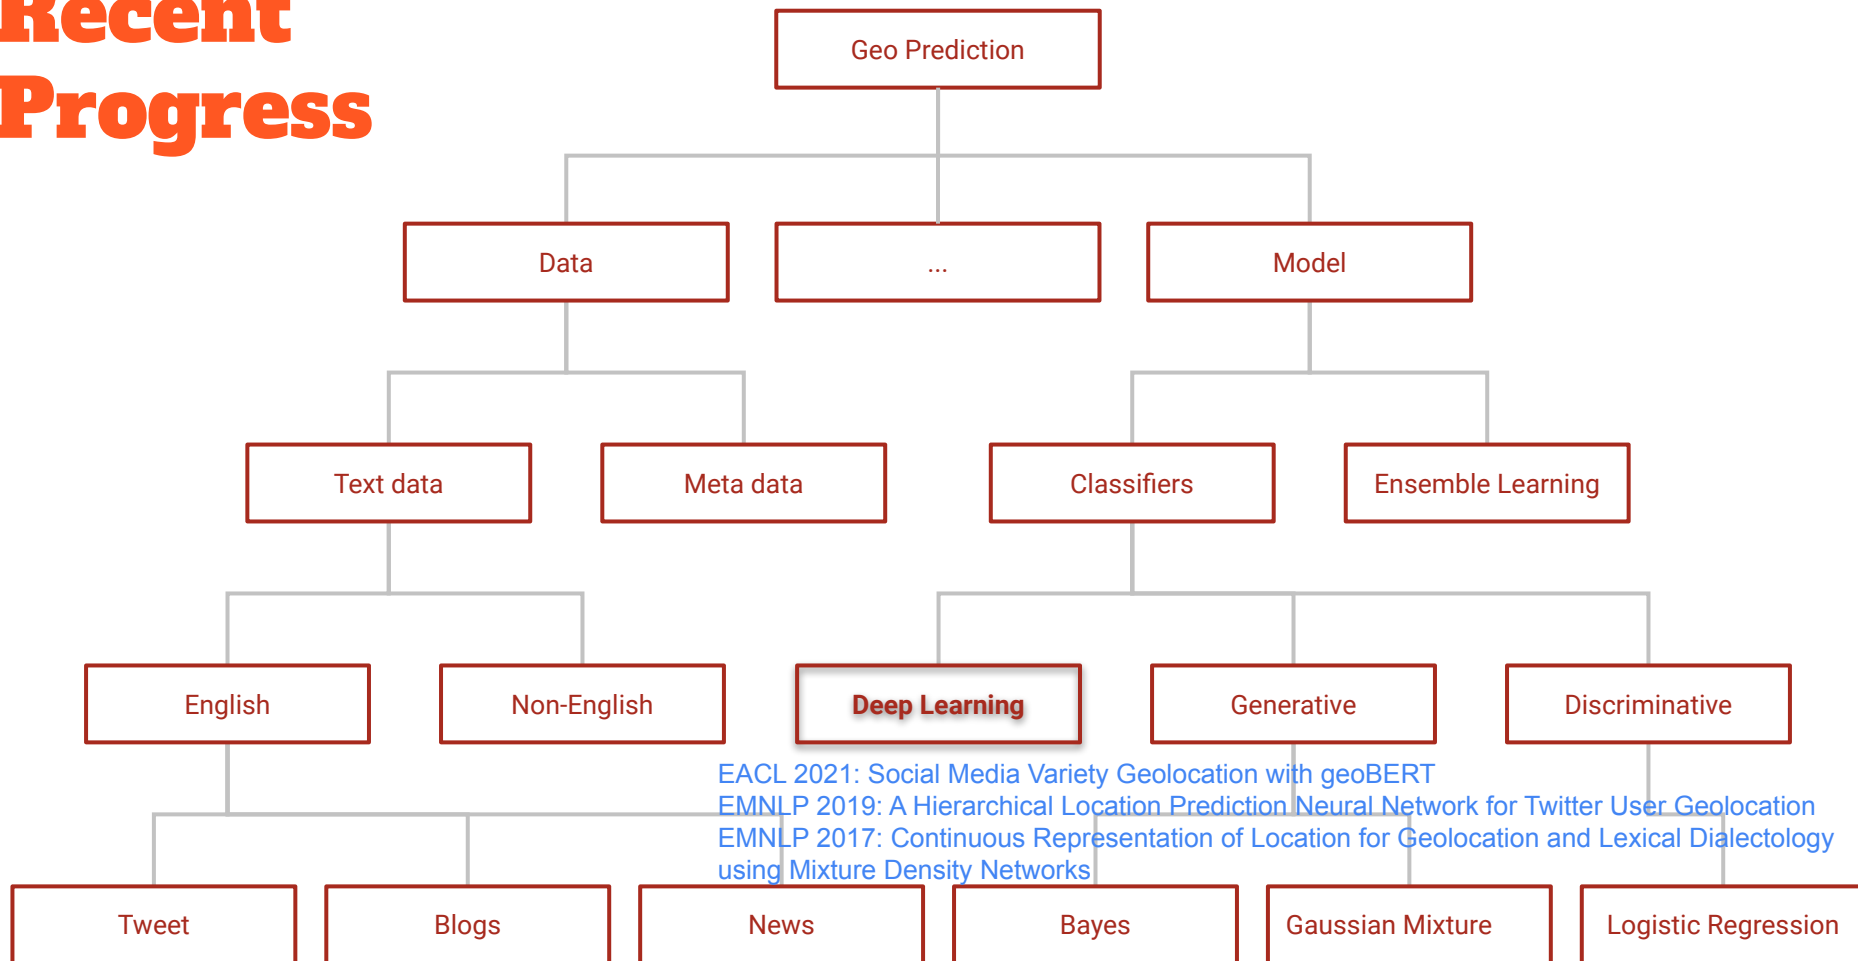 Recent
Progress
Geo Prediction
Data
...
Model
Text data
Meta data
Classifiers
Ensemble Learning
English
Non-English
Deep Learning
Generative
Discriminative
EACL 2021: Social Media Variety Geolocation with geoBERT
EMNLP 2019: A Hierarchical Location Prediction Neural Network for Twitter User Geolocation
EMNLP 2017: Continuous Representation of Location for Geolocation and Lexical Dialectology
using Mixture Density Networks
Tweet
Blogs
News
Bayes
Gaussian Mixture
Logistic Regression